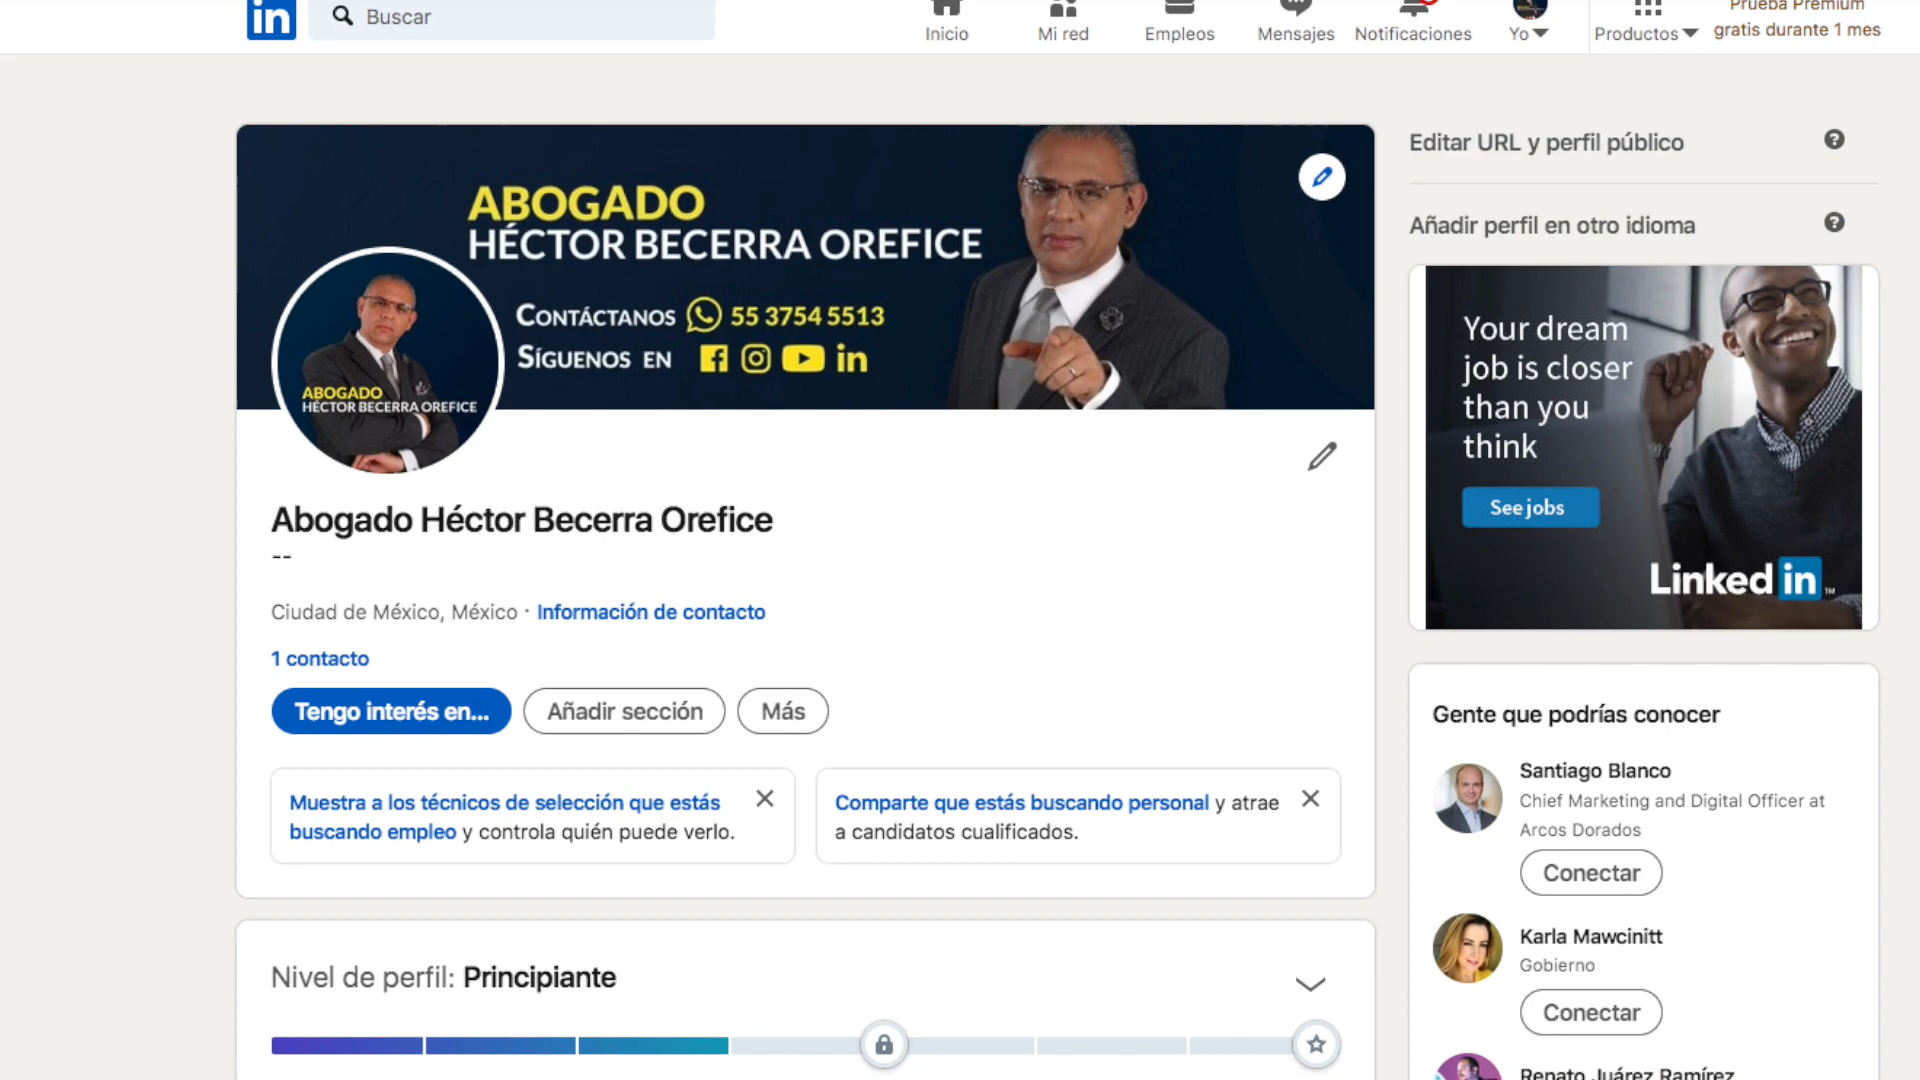 in
Buscar
Inicio
Mi red
Empleos
Mensajes
Notificaciones
Yo
Productos
Prueba Premium
gratis durante 1 mes
ABOGADO
HÉCTOR BECERRA OREFICE
CONTÁCTANOS 55 3754 5513
SÍGUENOS EN
in
ABOGADO
HÉCTOR BECERRA OREFICE
Abogado Héctor Becerra Orefice
--
Ciudad de México, México · Información de contacto
1 contacto
Tengo interés en...
Añadir sección
Más
Muestra a los técnicos de selección que estás
buscando empleo y controla quién puede verlo.
Comparte que estás buscando personal y atrae
a candidatos cualificados.
Nivel de perfil: Principiante
Editar URL y perfil público
Añadir perfil en otro idioma
Your dream
job is closer
than you
think
See jobs
Linked in TM
Gente que podrías conocer
Santiago Blanco
Chief Marketing and Digital Officer at
Arcos Dorados
Conectar
Karla Mawcinitt
Gobierno
Conectar
Renato Juárez Ramírez